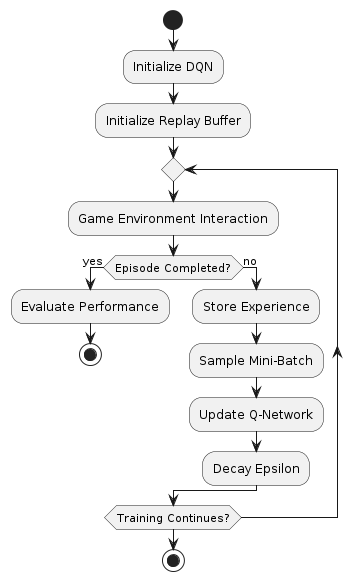 Initialize DQN
Initialize Replay Buffer
Game Environment Interaction
yes
Episode Completed?
no
Evaluate Performance
Store Experience
Sample Mini-Batch
Update Q-Network
Decay Epsilon
Training Continues?